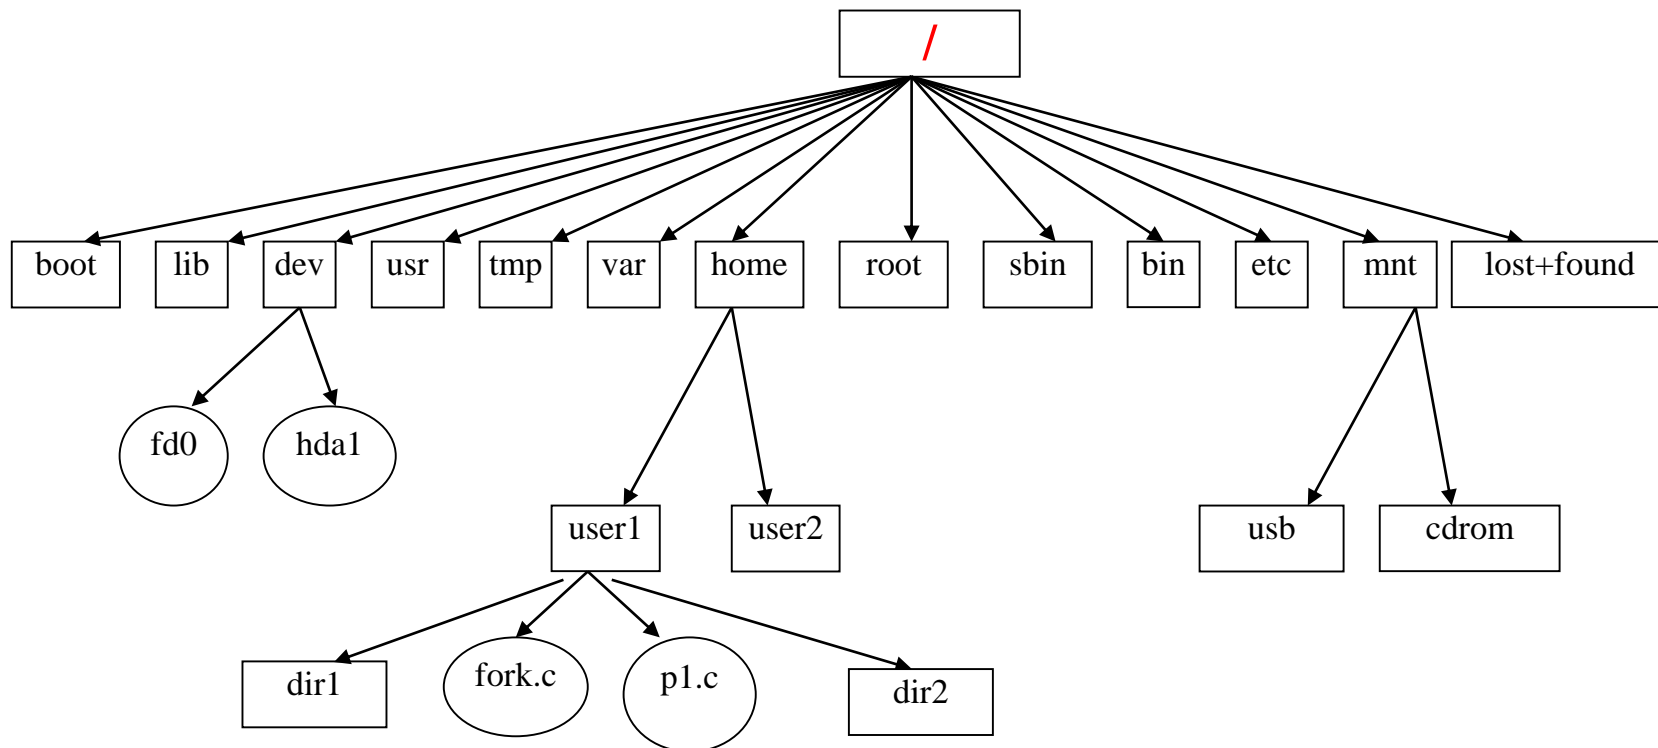 /
boot lib dev usr tmp var home root sbin bin etc mnt lost+found
fd0 hda1
user1 user2 usb cdrom
dir1 fork.c p1.c dir2